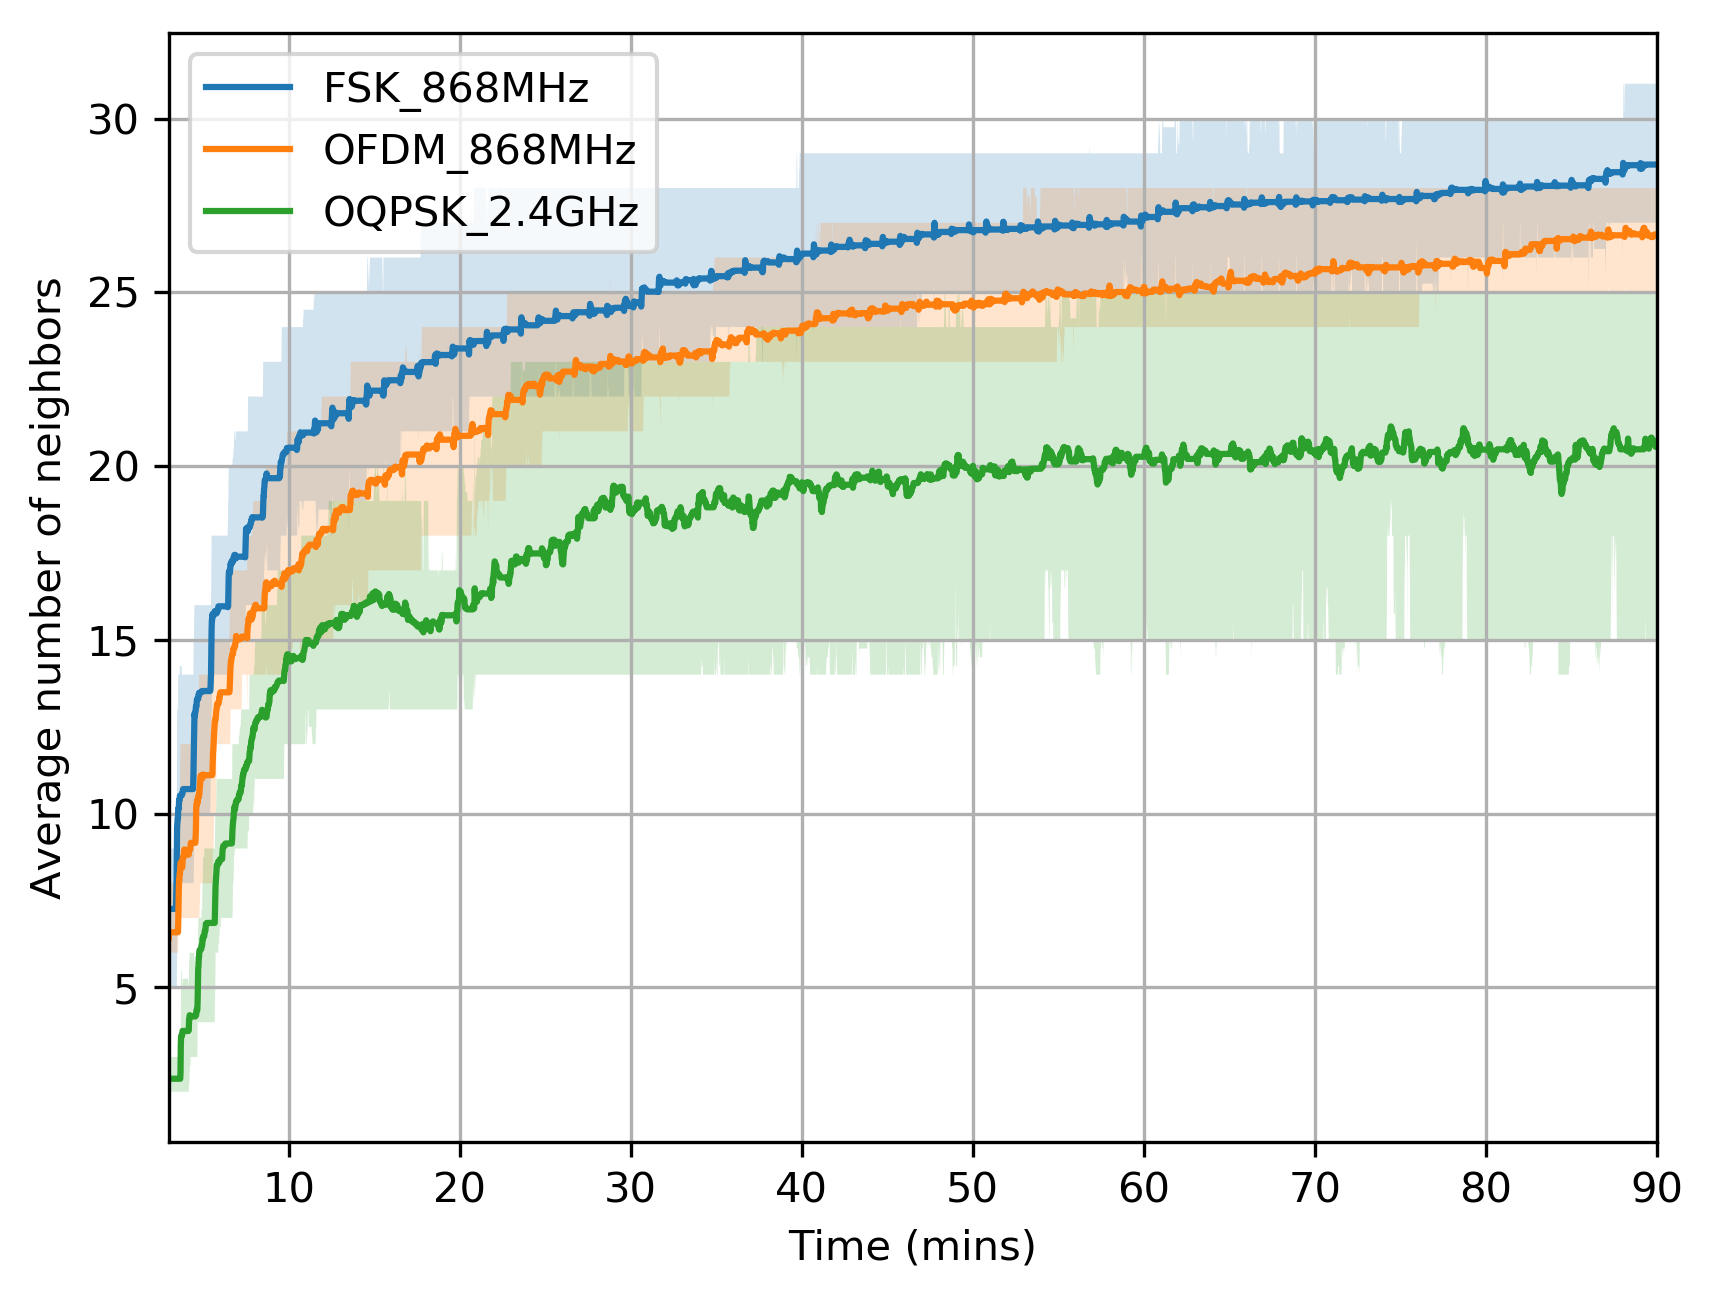 FSK_868MHz
OFDM_868MHz
OQPSK_2.4GHz
30
25
20
15
10
5
Average number of neighbors
10 20 30 40 50 60 70 80 90
Time (mins)